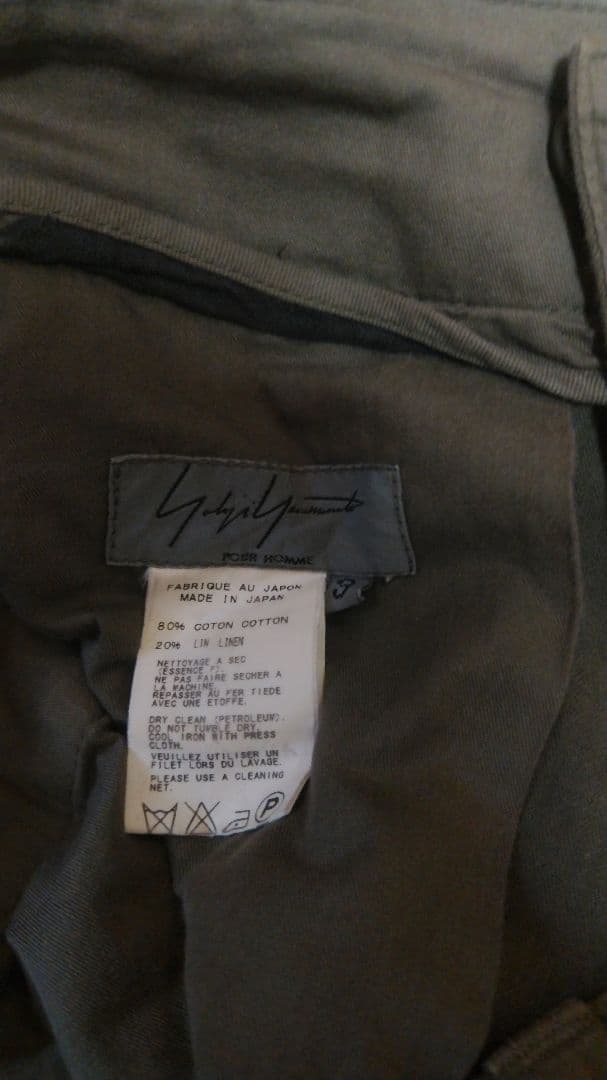 Yohji Yamamoto
POUR HOMME
3
FABRIQUE AU JAPON
MADE IN JAPAN
80% COTON COTTON
20% LIN LINEN
NETTOYAGE A SEC
(ESSENCE F).
NE PAS FAIRE SECHER A
LA MACHINE.
REPASSER AU FER TIEDE
AVEC UNE ETOFFE.
DRY CLEAN (PETROLEUM).
DO NOT TUMBLE DRY.
COOL IRON WITH PRESS
CLOTH.
VEUILLEZ UTILISER UN
FILET LORS DU LAVAGE.
PLEASE USE A CLEANING
NET.
P